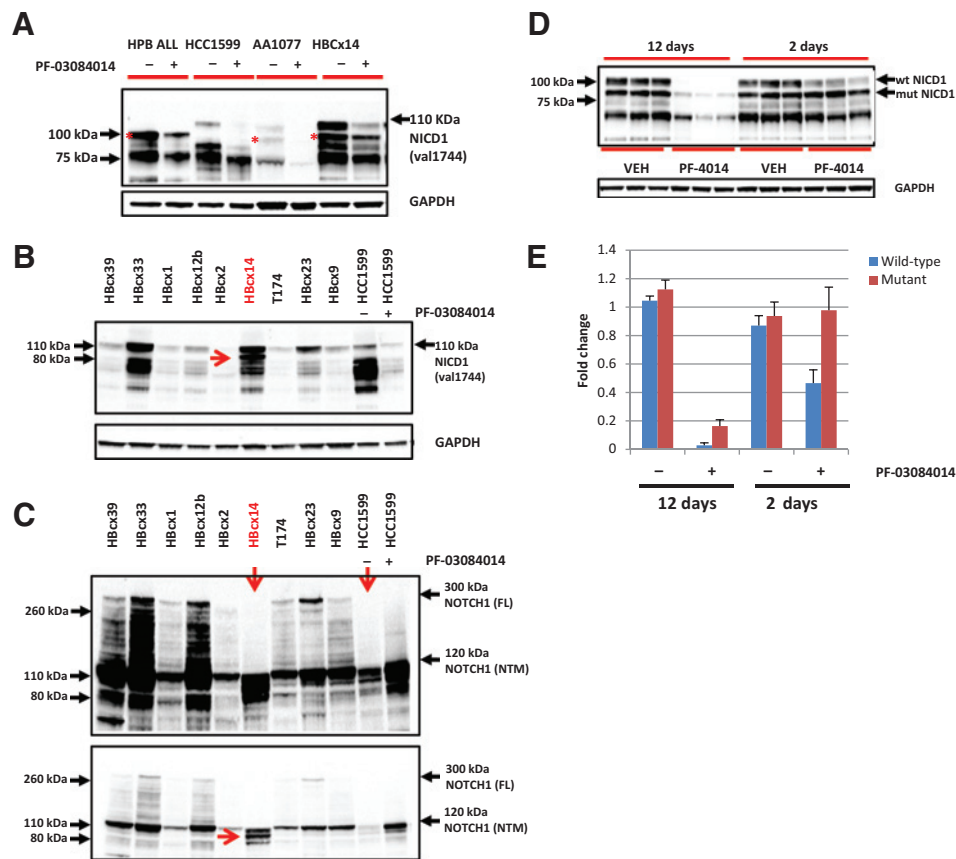 A
HPB ALL HCC1599 AA1077 HBCx14
PF-03084014 – + – + – + – +
100 kDa
75 kDa
*
*
*
110 KDa
NICD1
(val1744)
GAPDH
B
HBcx39 HBcx33 HBcx1 HBcx12b HBcx2 HBcx14 T174 HBcx23 HBcx9 HCC1599 HCC1599
– + PF-03084014
110 kDa
80 kDa
110 kDa
NICD1
(val1744)
GAPDH
C
HBcx39 HBcx33 HBcx1 HBcx12b HBcx2 HBcx14 T174 HBcx23 HBcx9 HCC1599 HCC1599
– + PF-03084014
260 kDa
110 kDa
80 kDa
300 kDa
NOTCH1 (FL)
120 kDa
NOTCH1 (NTM)
260 kDa
110 kDa
80 kDa
300 kDa
NOTCH1 (FL)
120 kDa
NOTCH1 (NTM)
D
12 days 2 days
100 kDa
75 kDa
wt NICD1
mut NICD1
VEH PF-4014 VEH PF-4014
GAPDH
E
Fold change
1.4
1.2
1
0.8
0.6
0.4
0.2
0
Wild-type
Mutant
– + – + PF-03084014
12 days 2 days